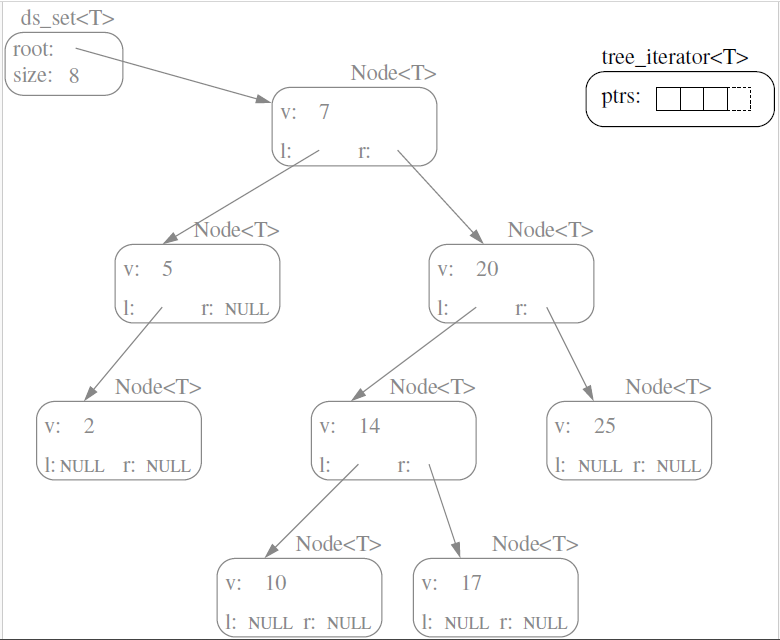 ds_set<T>
root:
size: 8
tree_iterator<T>
ptrs:
Node<T>
v: 7
l: r:
Node<T>
v: 5
l: r: NULL
Node<T>
v: 20
l: r:
Node<T>
v: 2
l: NULL r: NULL
Node<T>
v: 14
l: r:
Node<T>
v: 25
l: NULL r: NULL
Node<T>
v: 10
l: NULL r: NULL
Node<T>
v: 17
l: NULL r: NULL